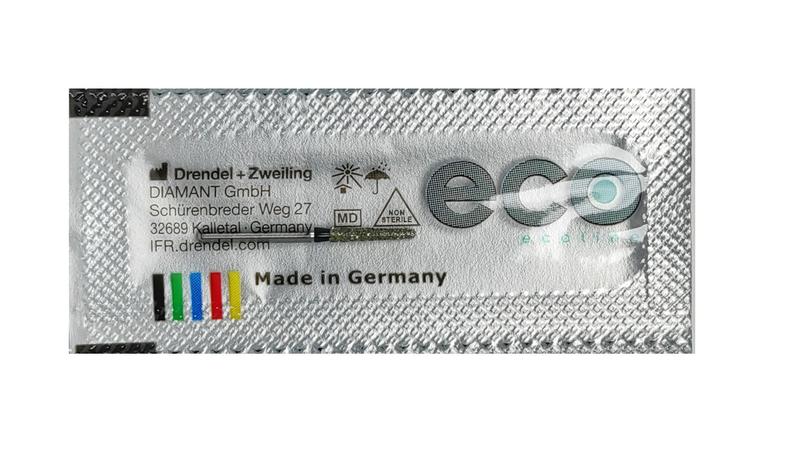 Drendel + Zweiling
DIAMANT GmbH
Schürenbreder Weg 27
32689 Kalletal · Germany
IFR.drendel.com
MD
NON
STERILE
eco
ecoline
Made in Germany